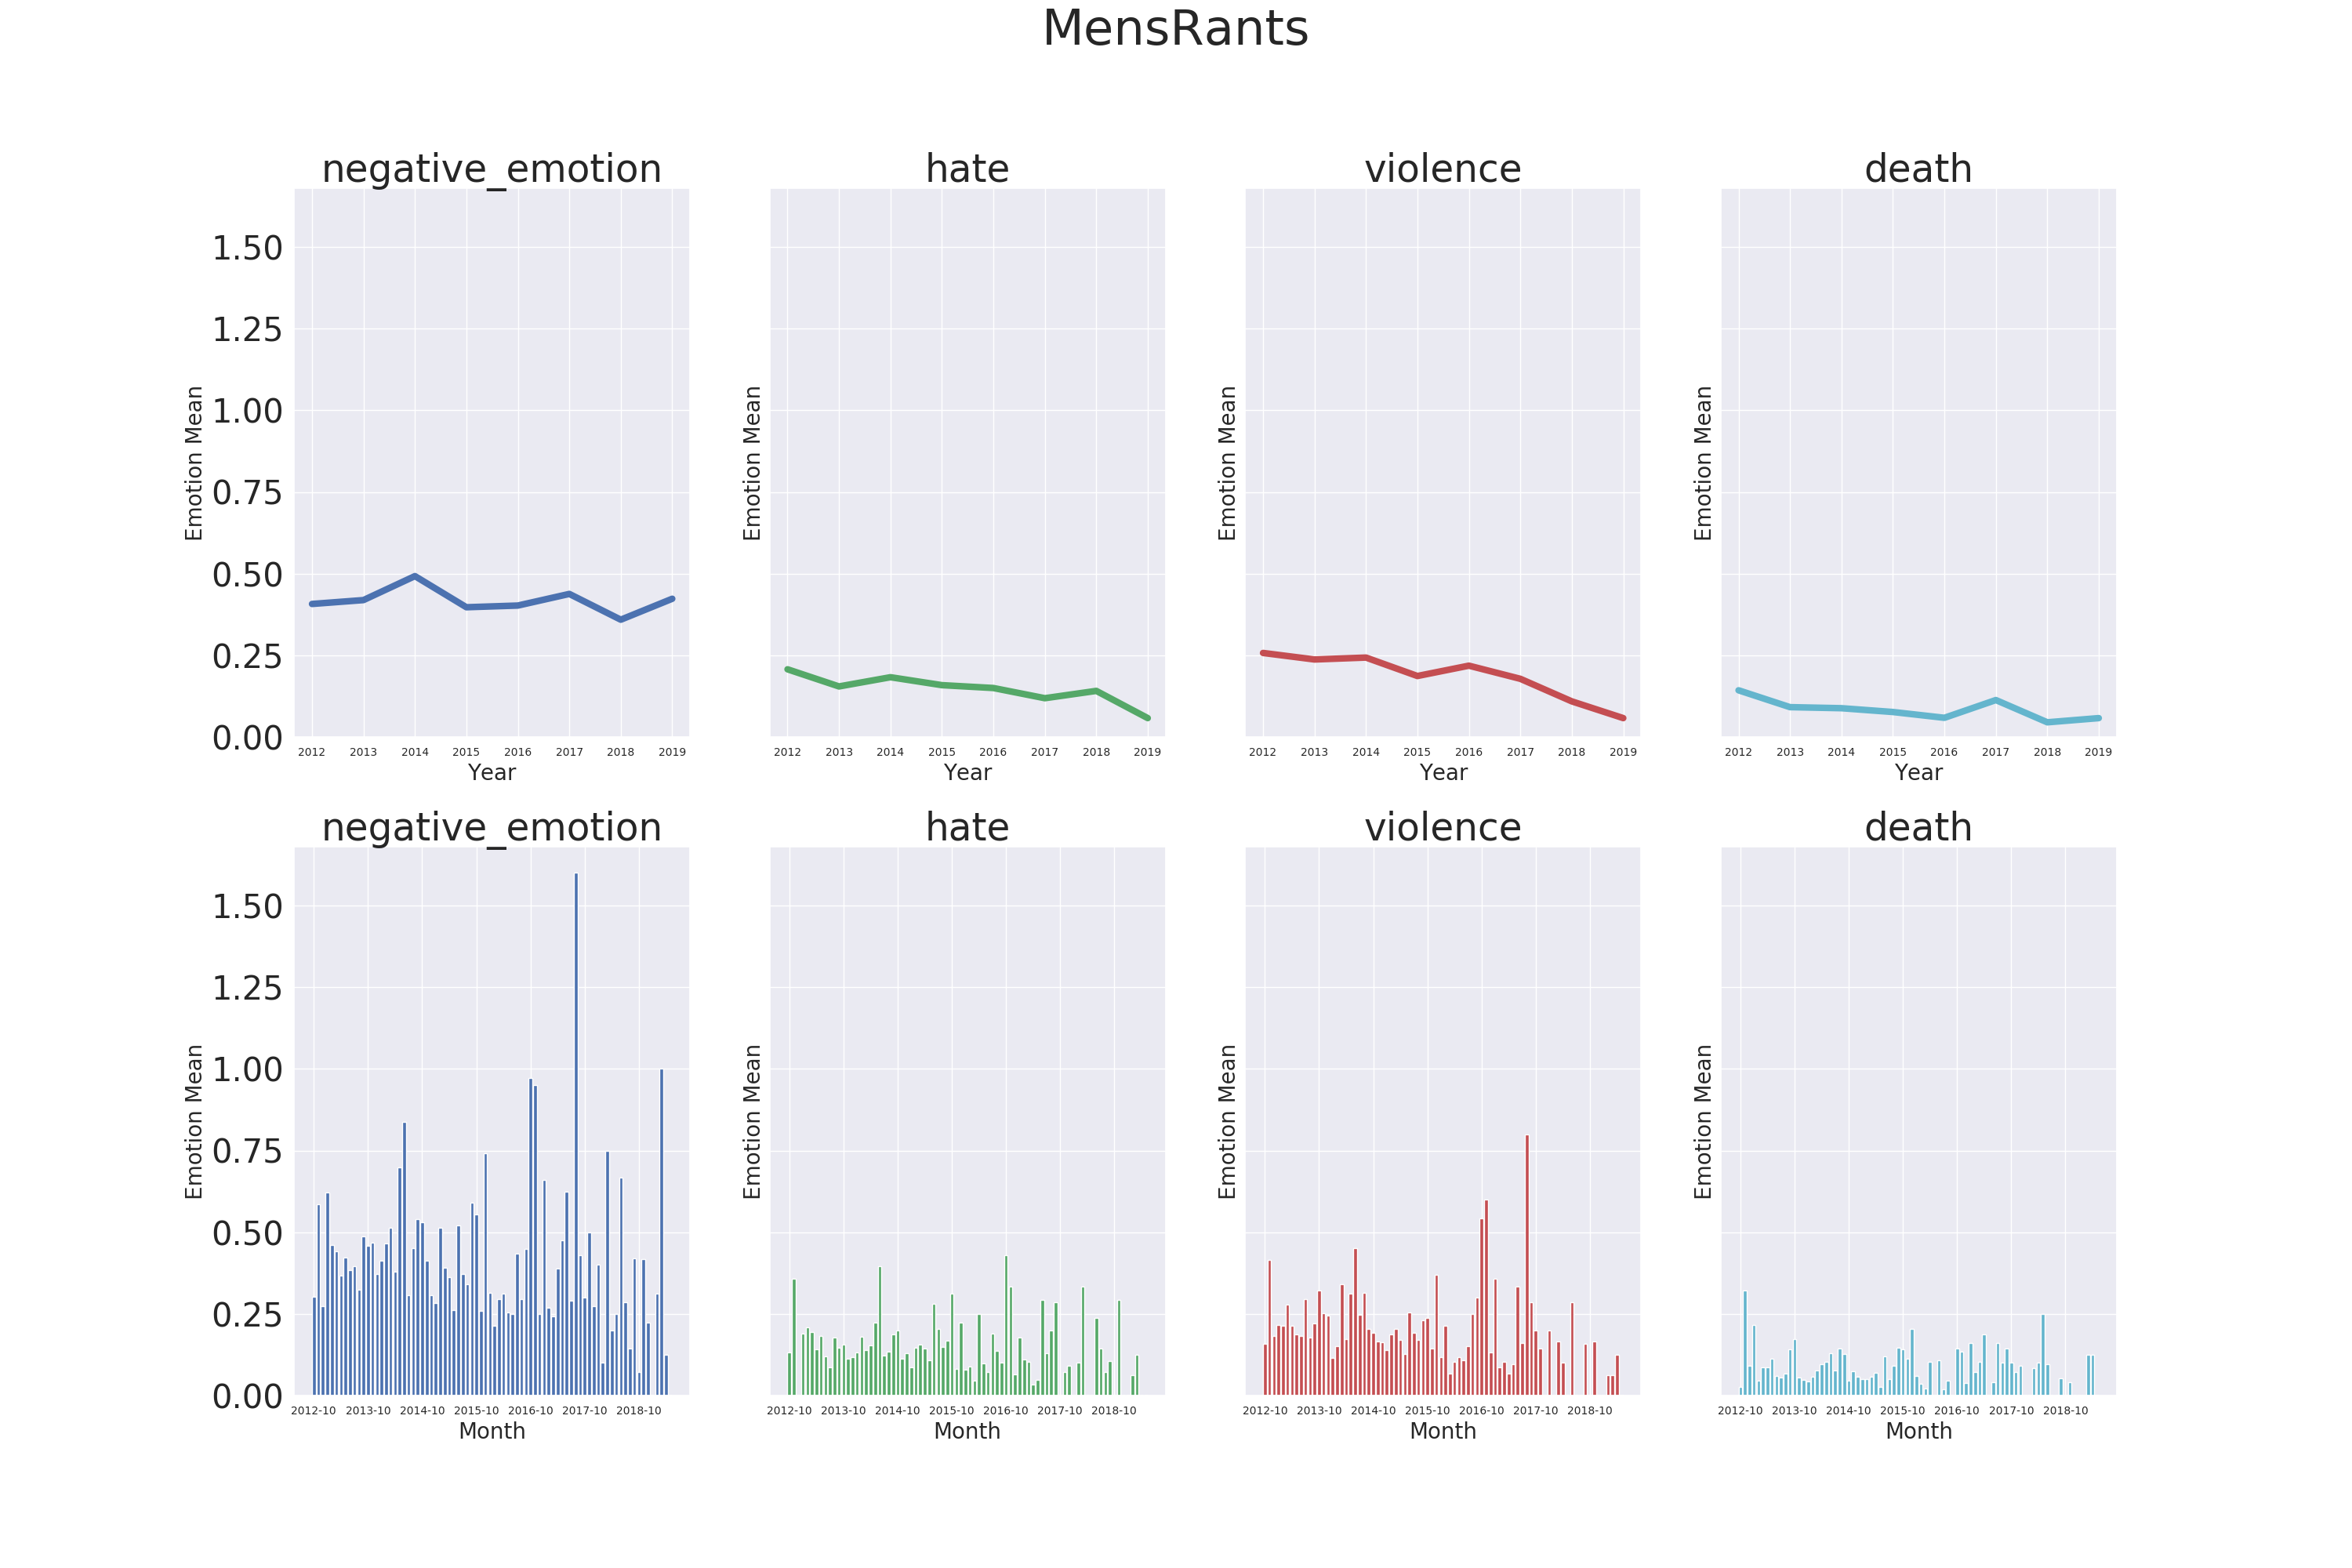 MensRants
negative_emotion hate violence death
1.50
1.25
1.00
0.75
0.50
0.25
0.00
Emotion Mean Emotion Mean Emotion Mean Emotion Mean
2012 2013 2014 2015 2016 2017 2018 2019 2012 2013 2014 2015 2016 2017 2018 2019 2012 2013 2014 2015 2016 2017 2018 2019 2012 2013 2014 2015 2016 2017 2018 2019
Year Year Year Year
negative_emotion hate violence death
1.50
1.25
1.00
0.75
0.50
0.25
0.00
Emotion Mean Emotion Mean Emotion Mean Emotion Mean
2012-10 2013-10 2014-10 2015-10 2016-10 2017-10 2018-10 2012-10 2013-10 2014-10 2015-10 2016-10 2017-10 2018-10 2012-10 2013-10 2014-10 2015-10 2016-10 2017-10 2018-10 2012-10 2013-10 2014-10 2015-10 2016-10 2017-10 2018-10
Month Month Month Month